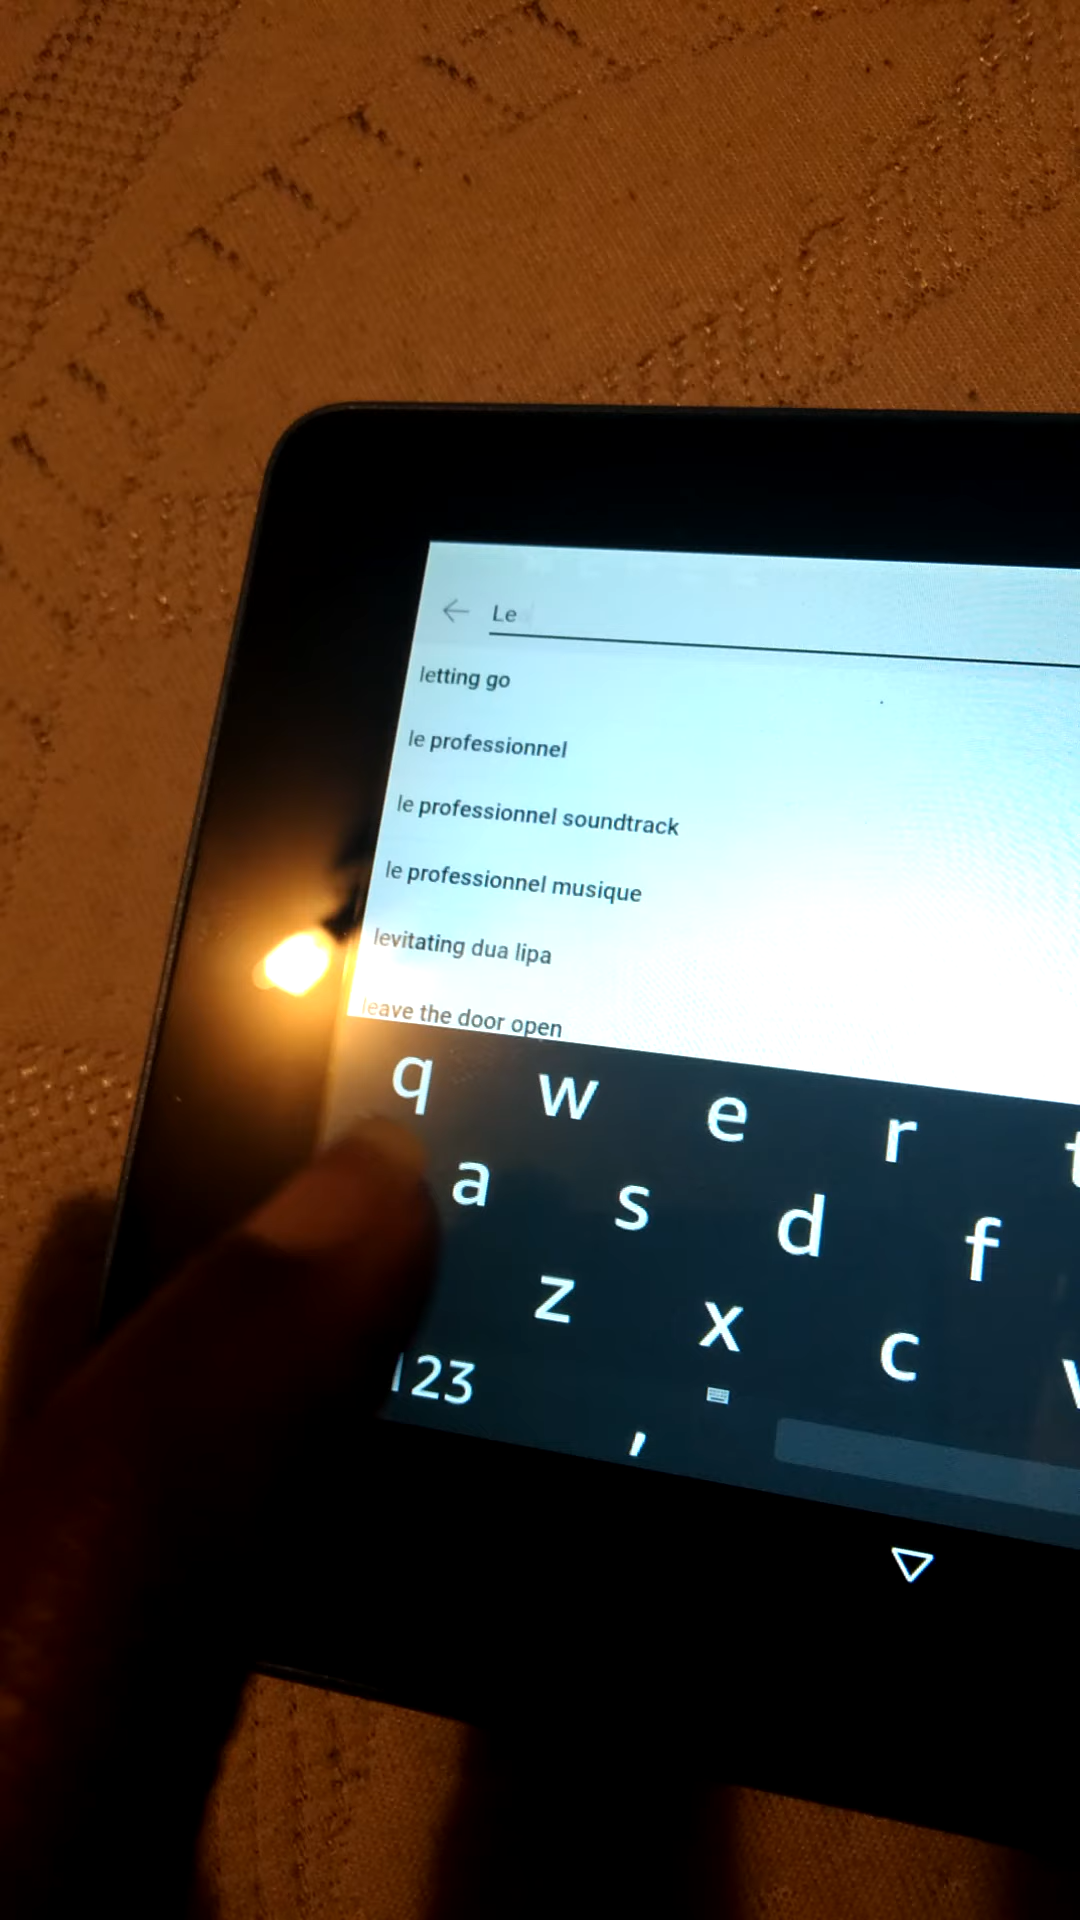 Le
letting go
le professionnel
le professionnel soundtrack
le professionnel musique
levitating dua lipa
leave the door open
q w e r t
a s d f
z x c v
123 ,